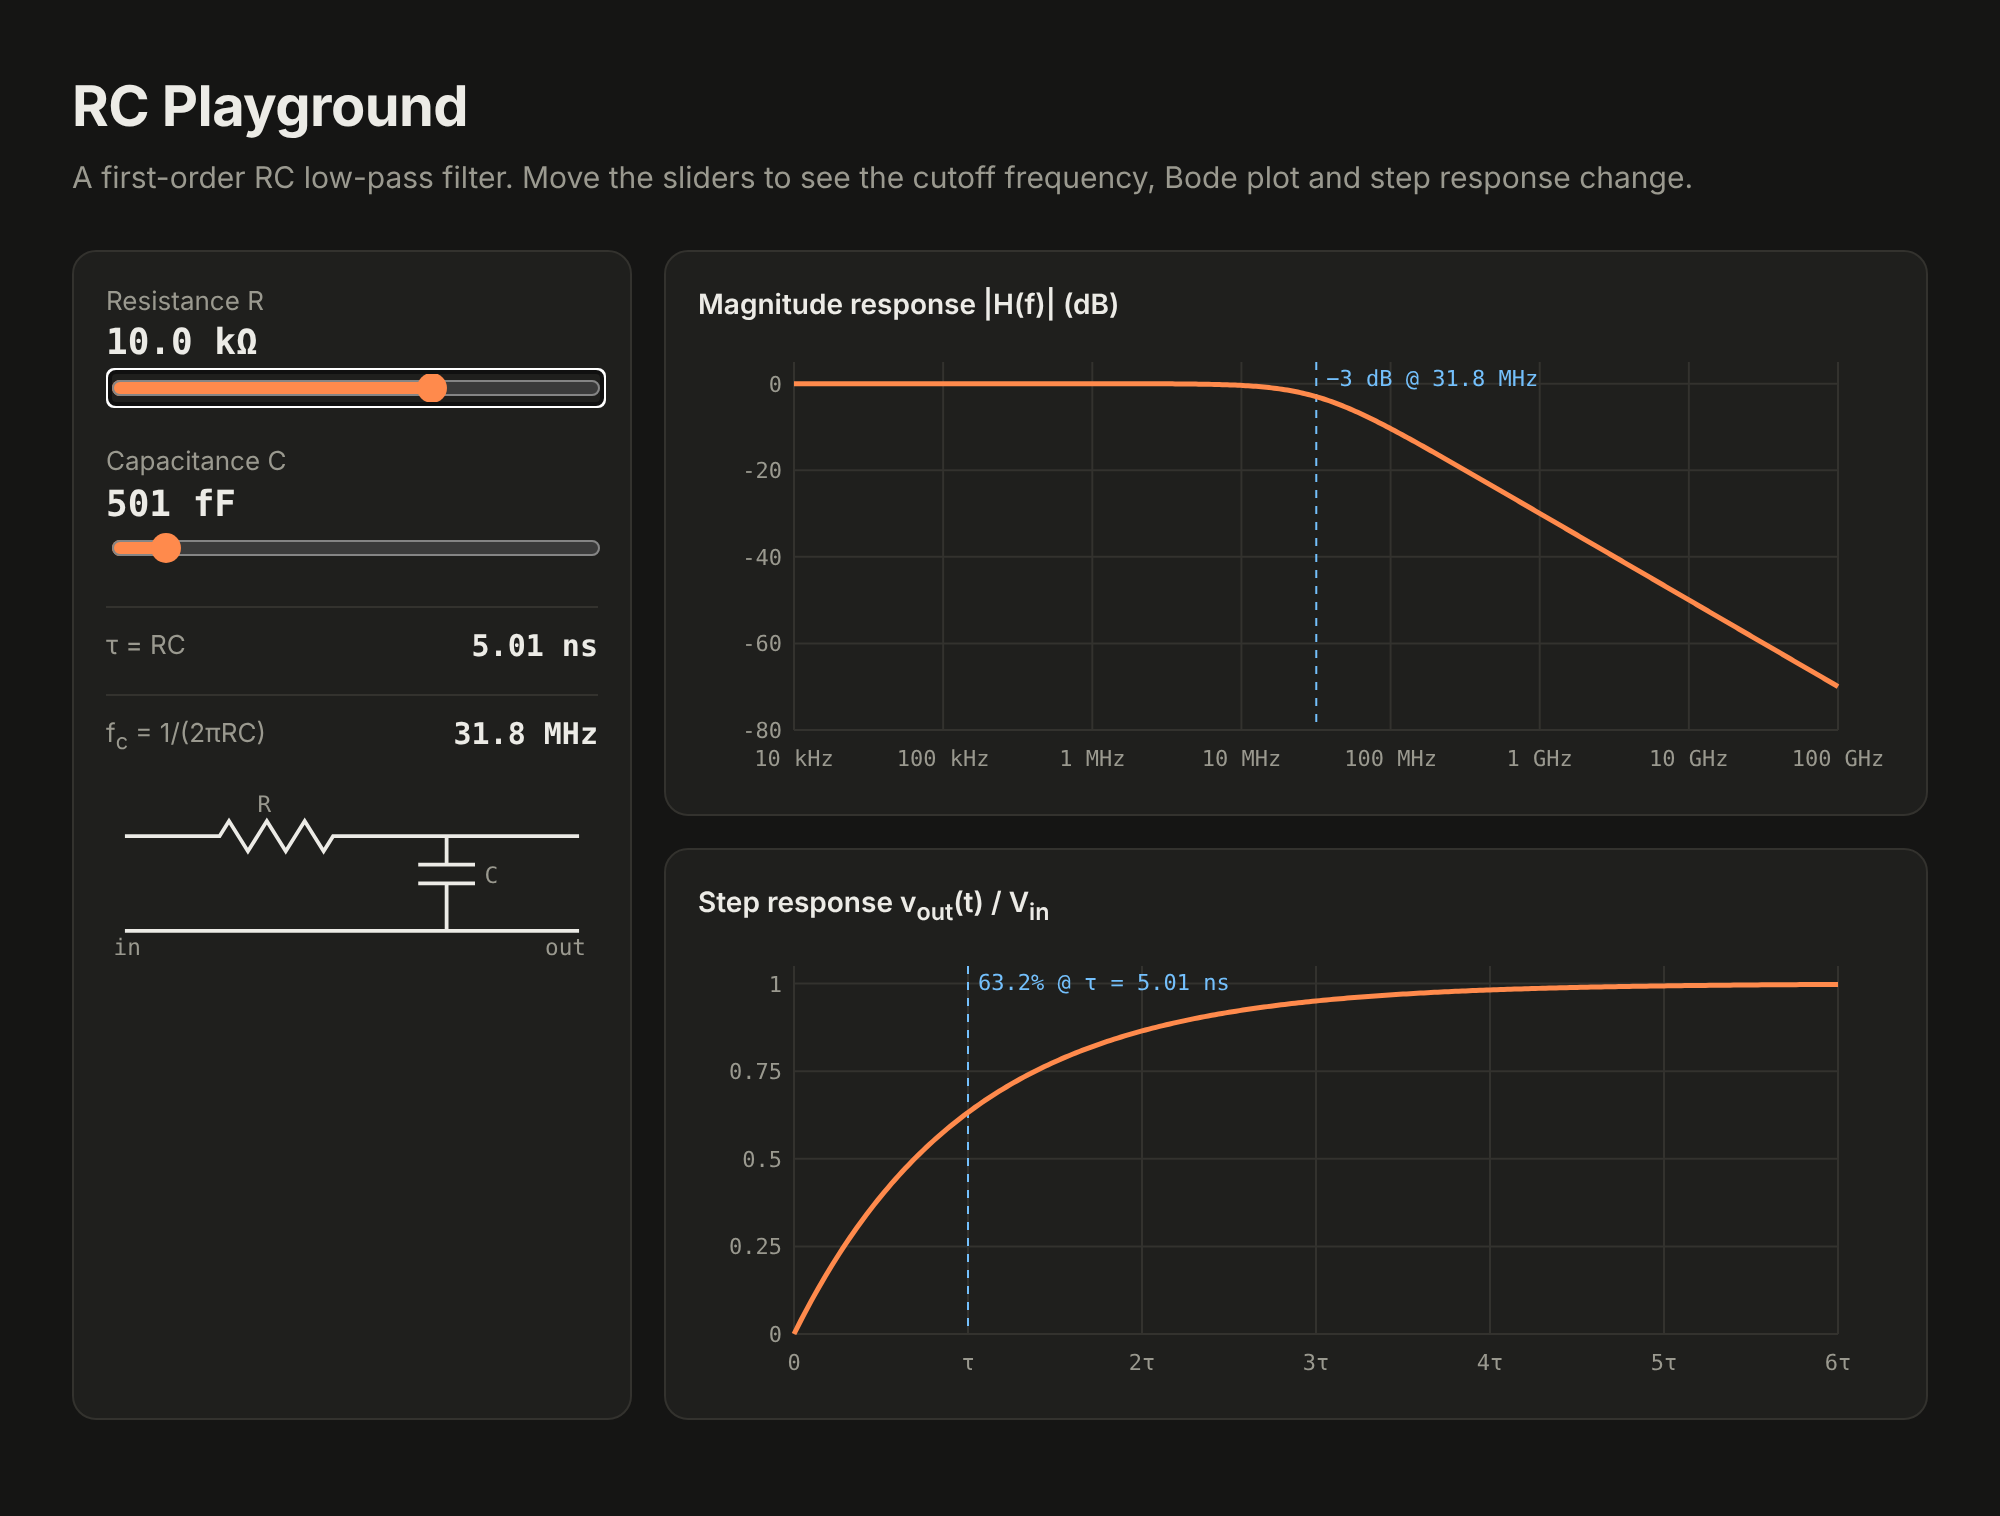 RC Playground
A first-order RC low-pass filter. Move the sliders to see the cutoff frequency, Bode plot and step response change.
Resistance R
10.0 kΩ
Capacitance C
501 fF
τ = RC
5.01 ns
fc = 1/(2πRC)
31.8 MHz
R
C
in
out
Magnitude response |H(f)| (dB)
−3 dB @ 31.8 MHz
0
-20
-40
-60
-80
10 kHz 100 kHz 1 MHz 10 MHz 100 MHz 1 GHz 10 GHz 100 GHz
Step response vout(t) / Vin
63.2% @ τ = 5.01 ns
1
0.75
0.5
0.25
0
0 τ 2τ 3τ 4τ 5τ 6τ